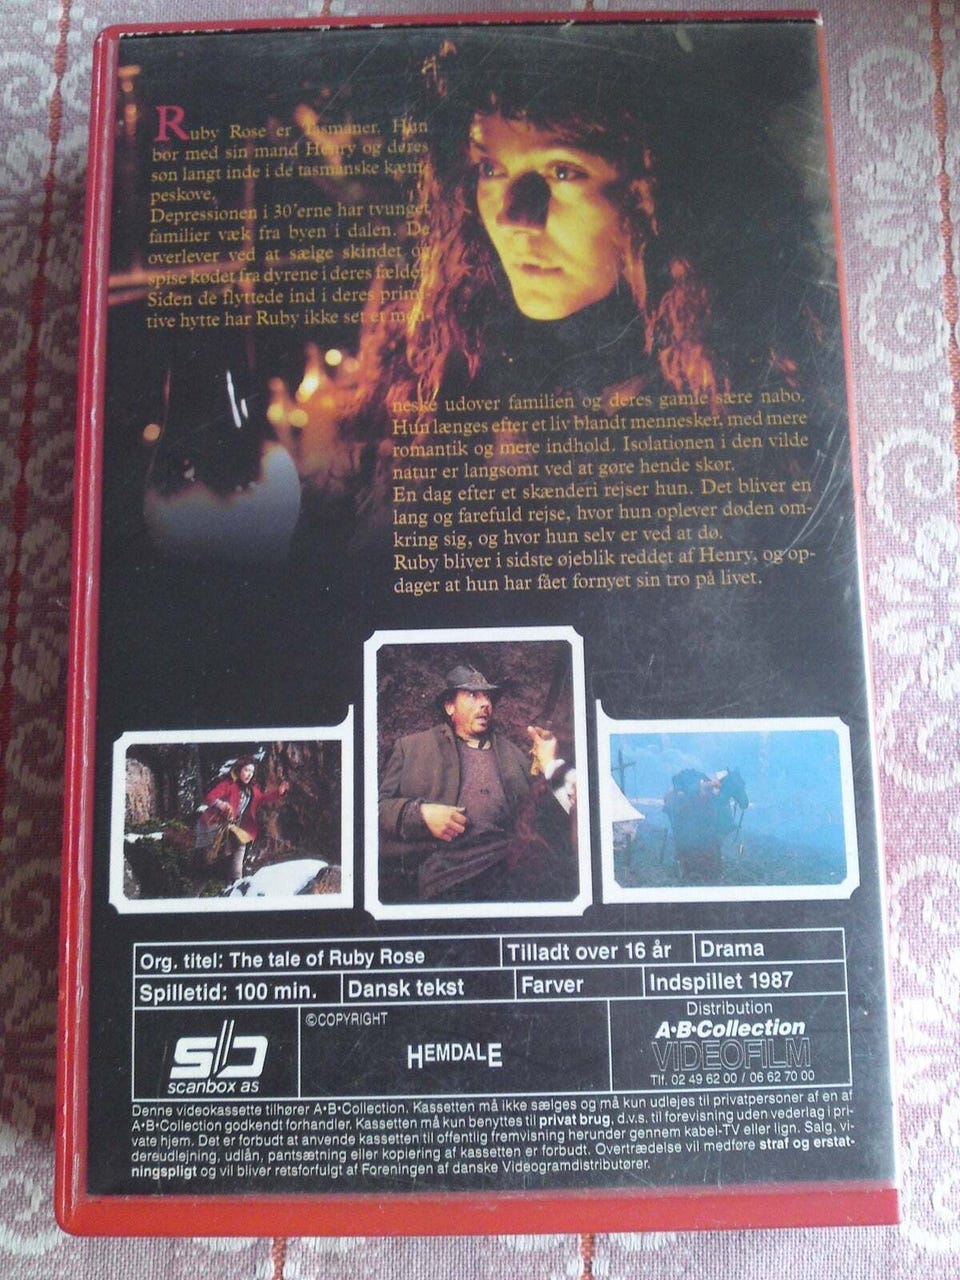 Ruby Rose er Tasmaner. Hun
bor med sin mand Henry og deres
søn langt inde i de tasmanske kæm-
peskove.
Depressionen i 30'erne har tvunget
familier væk fra byen i dalen. De
overlever ved at sælge skindet og
spise kødet fra dyrene i deres fælder.
Siden de flyttede ind i deres primi-
tive hytte har Ruby ikke set et men-
neske udover familien og deres gamle sære nabo.
Hun længes efter et liv blandt mennesker, med mere
romantik og mere indhold. Isolationen i den vilde
natur er langsomt ved at gøre hende skør.
En dag efter et skænderi rejser hun. Det bliver en
lang og farefuld rejse, hvor hun oplever døden om-
kring sig, og hvor hun selv er ved at dø.
Ruby bliver i sidste øjeblik reddet af Henry, og op-
dager at hun har fået fornyet sin tro på livet.
Org. titel: The tale of Ruby Rose
Tilladt over 16 år
Drama
Spilletid: 100 min.
Dansk tekst
Farver
Indspillet 1987
scanbox as
©COPYRIGHT
HEMDALE
Distribution
A•B•Collection
VIDEOFILM
Tlf. 02 49 62 00 / 06 62 70 00
Denne videokassette tilhører A•B•Collection. Kassetten må ikke sælges og må kun udlejes til privatpersoner af en af
A•B•Collection godkendt forhandler. Kassetten må kun benyttes til privat brug, d.v.s. til forevisning uden vederlag i pri-
vate hjem. Det er forbudt at anvende kassetten til offentlig fremvisning herunder gennem kabel-TV eller lign. Salg, vi-
dereudlejning, udlån, pantsætning eller kopiering af kassetten er forbudt. Overtrædelse vil medføre straf og erstat-
ningspligt og vil bliver retsforfulgt af Foreningen af danske Videogramdistributører.